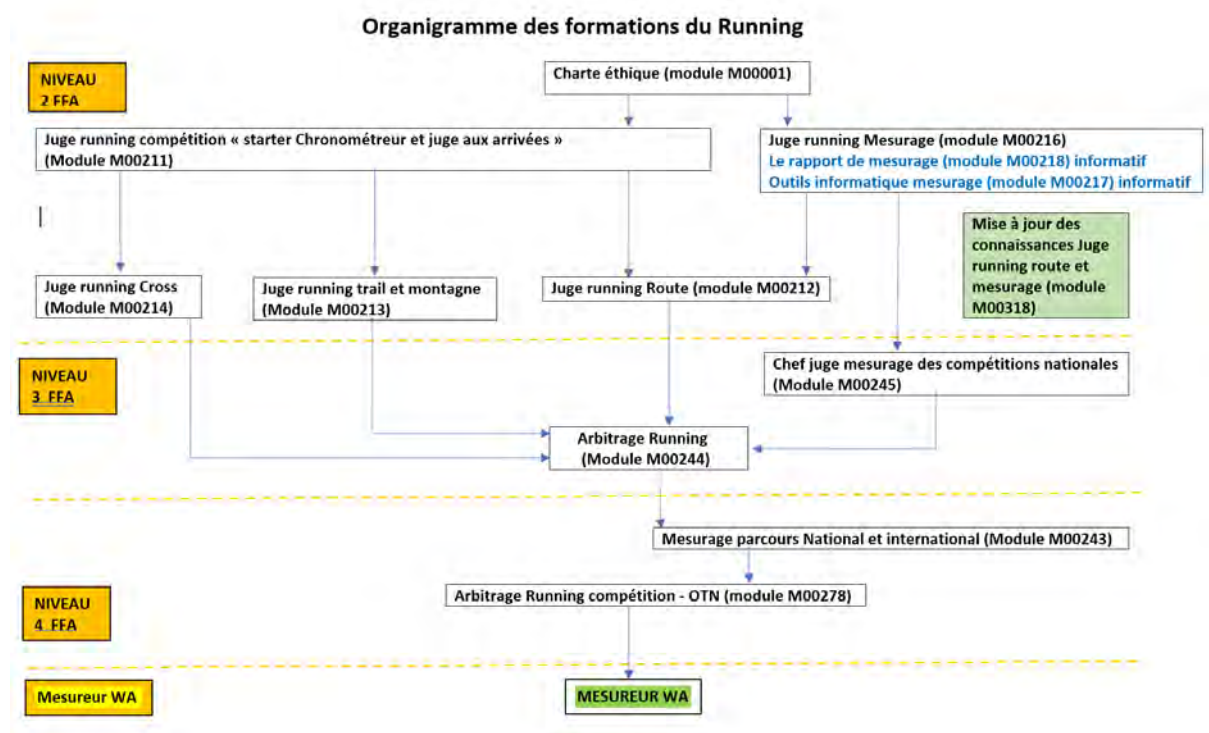 Organigramme des formations du Running
NIVEAU
2 FFA
Charte éthique (module M00001)
Juge running compétition « starter Chronométreur et juge aux arrivées »
(Module M00211)
Juge running Mesurage (module M00216)
Le rapport de mesurage (module M00218) informatif
Outils informatique mesurage (module M00217) informatif
Mise à jour des
connaissances Juge
running route et
mesurage (module
M00318)
Juge running Cross
(Module M00214)
Juge running trail et montagne
(Module M00213)
Juge running Route (module M00212)
NIVEAU
3 FFA
Chef juge mesurage des compétitions nationales
(Module M00245)
Arbitrage Running
(Module M00244)
Mesurage parcours National et international (Module M00243)
NIVEAU
4 FFA
Arbitrage Running compétition - OTN (module M00278)
Mesureur WA
MESUREUR WA